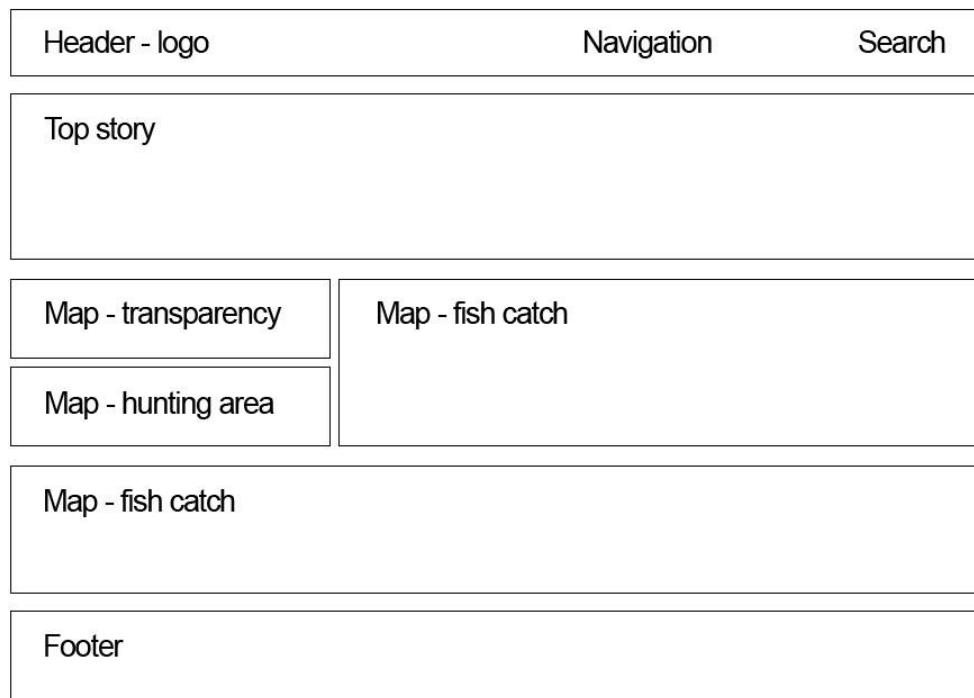 Header - logo Navigation Search
Top story
Map - transparency
Map - hunting area
Map - fish catch
Map - fish catch
Footer